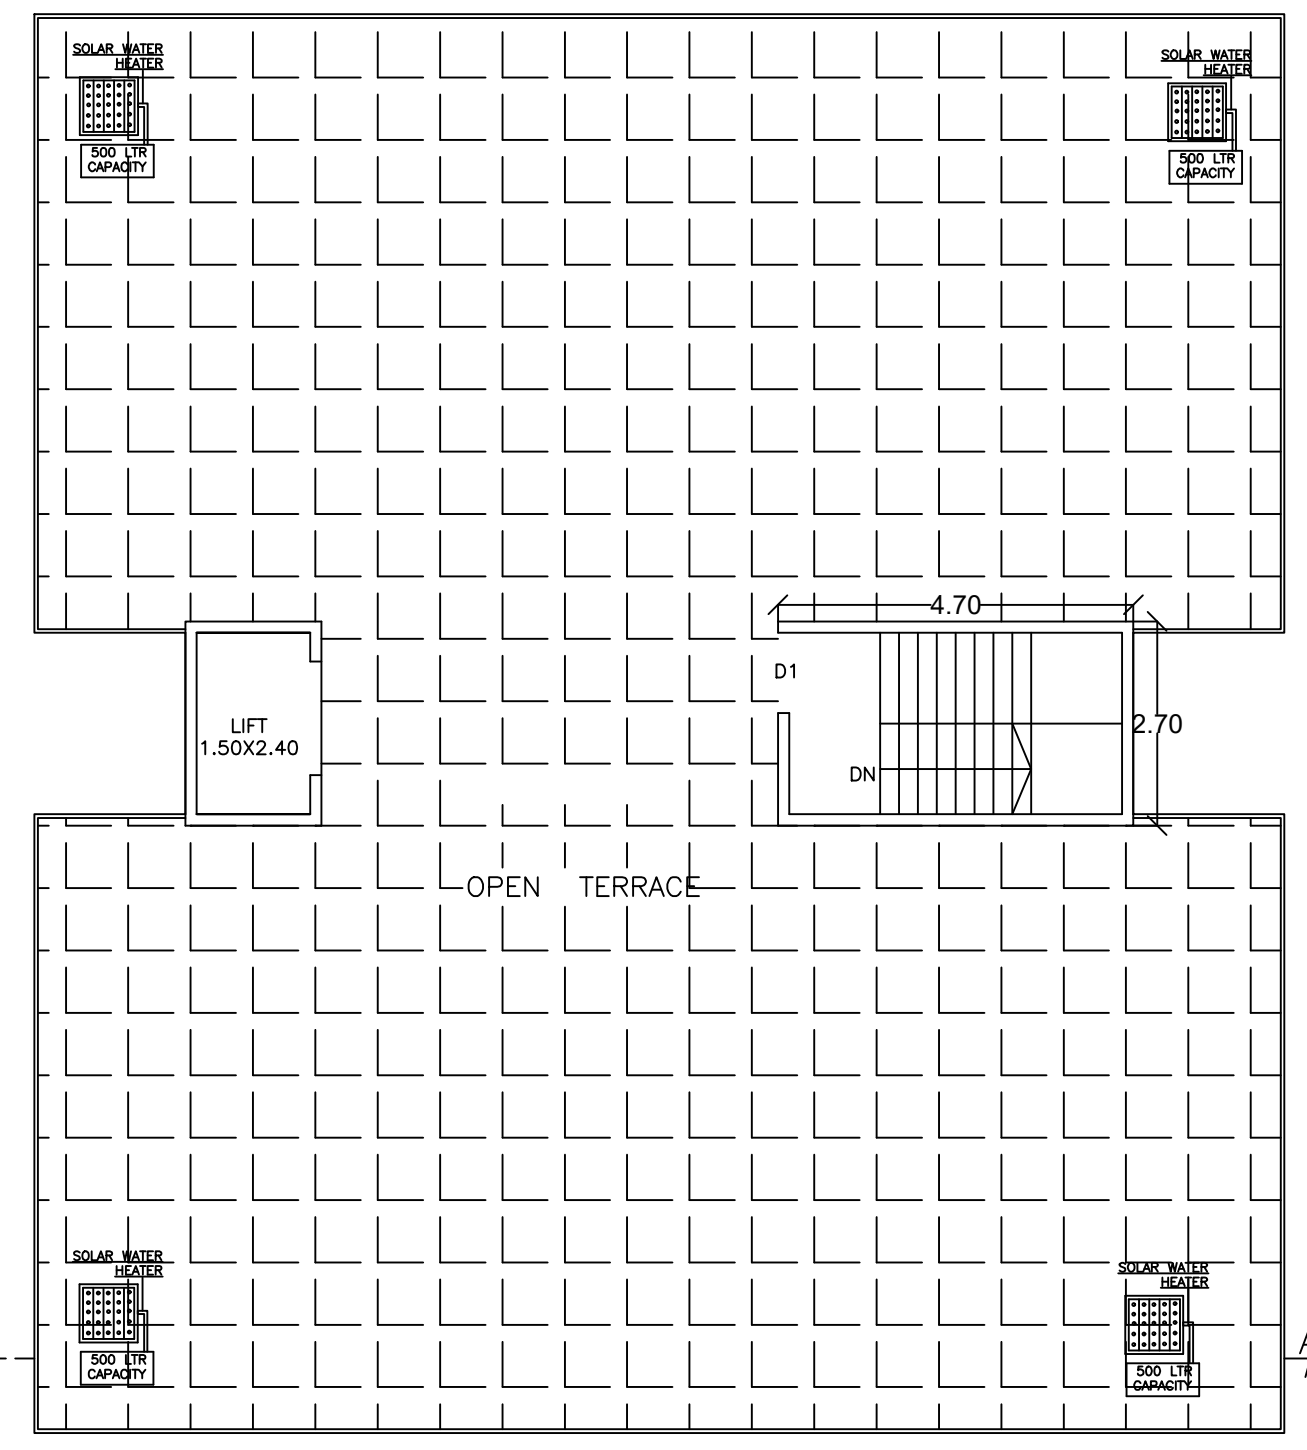 SOLAR WATER
HEATER
500 LTR
CAPACITY
SOLAR WATER
HEATER
500 LTR
CAPACITY
4.70
D1
LIFT
1.50X2.40
2.70
DN
OPEN TERRACE
SOLAR WATER
HEATER
500 LTR
CAPACITY
SOLAR WATER
HEATER
500 LTR
CAPACITY